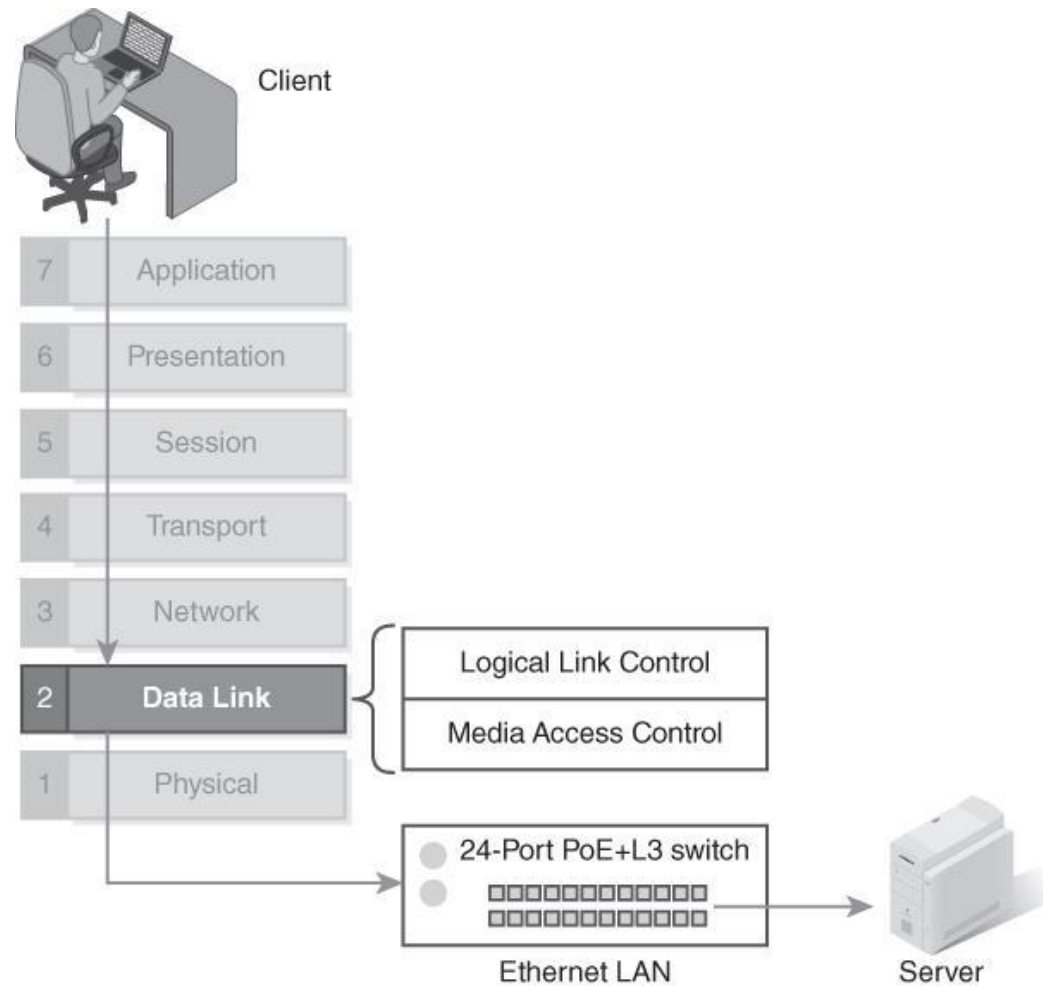 Client
7 Application
6 Presentation
5 Session
4 Transport
3 Network
2 Data Link
Logical Link Control
Media Access Control
1 Physical
24-Port PoE+L3 switch
Ethernet LAN
Server